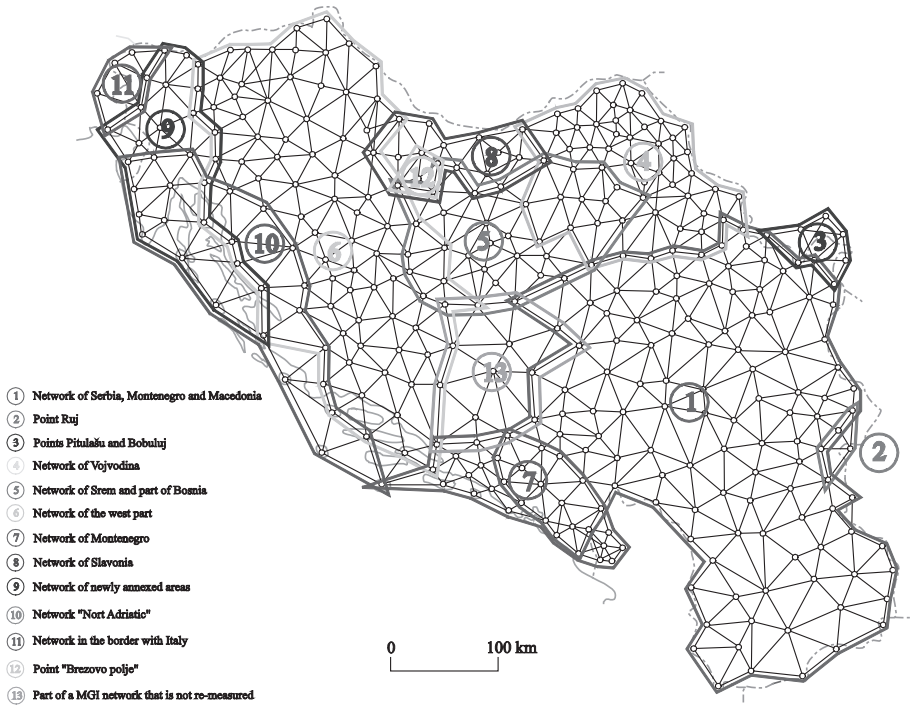 11
9
8
12
4
10
6
5
3
13
1
2
7
1 Network of Serbia, Montenegro and Macedonia
2 Point Ruj
3 Points Pitulašu and Bobuluj
4 Network of Vojvodina
5 Network of Srem and part of Bosnia
6 Network of the west part
7 Network of Montenegro
8 Network of Slavonia
9 Network of newly annexed areas
10 Network "Nort Adriatic"
11 Network in the border with Italy
12 Point "Brezovo polje"
13 Part of a MGI network that is not re-measured
0 100 km